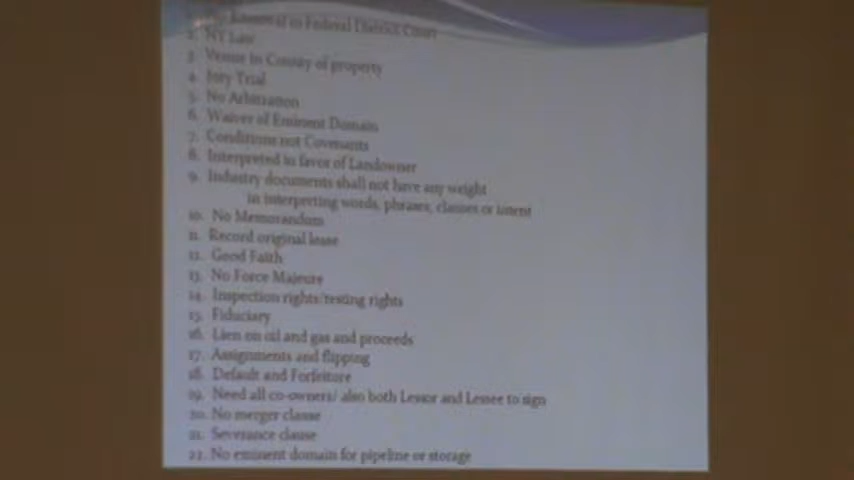 Removal to Federal District Court
2. NY Law
3. Venue in County of property
4. Jury Trial
5. No Arbitration
6. Waiver of Eminent Domain
7. Conditions not Covenants
8. Interpreted in favor of Landowner
9. Industry documents shall not have any weight
in interpreting words, phrases, clauses or intent
10. No Memorandum
11. Record original lease
12. Good Faith
13. No Force Majeure
14. Inspection rights/testing rights
15. Fiduciary
16. Lien on oil and gas and proceeds
17. Assignments and flipping
18. Default and Forfeiture
19. Need all co-owners/ also both Lessor and Lessee to sign
20. No merger clause
21. Severance clause
22. No eminent domain for pipeline or storage